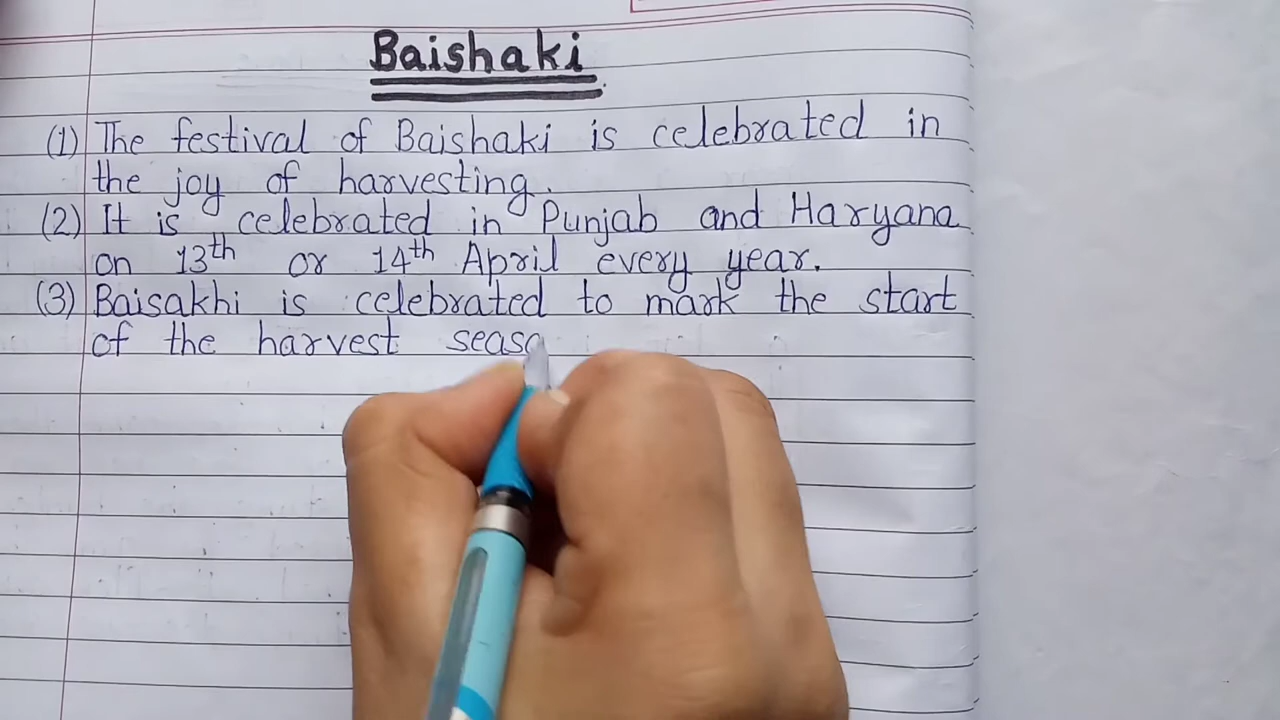 Baishaki
(1) The festival of Baishaki is celebrated in
the joy of harvesting.
(2) It is celebrated in Punjab and Haryana
on 13th or 14th April every year.
(3) Baisakhi is celebrated to mark the start
of the harvest seaso